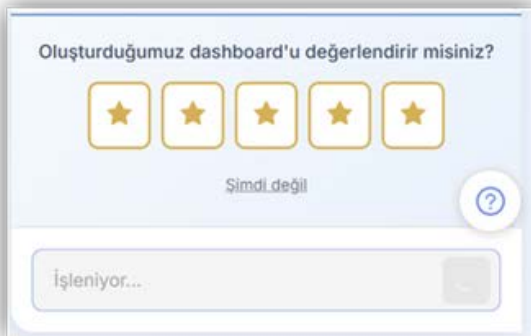 Oluşturduğumuz dashboard'u değerlendirir misiniz?
Şimdi değil
?
İşleniyor...